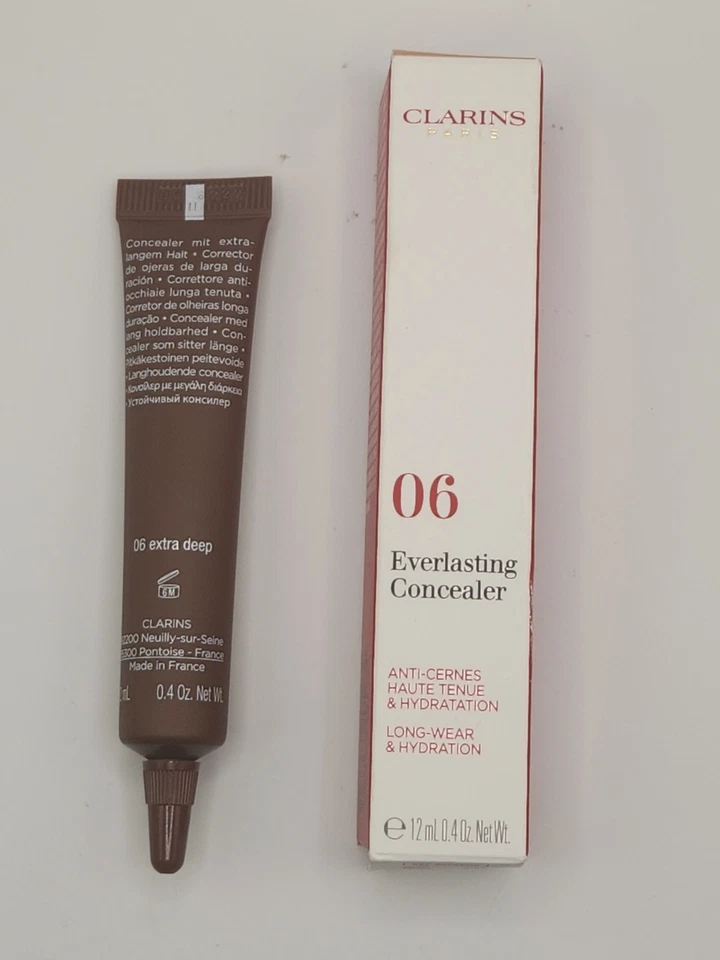 Concealer mit extra-
langem Halt • Corrector
de ojeras de larga du-
ración • Correttore anti-
occhiaie lunga tenuta •
Corretor de olheiras longa
duração • Concealer med
lang holdbarhed • Con-
cealer som sitter länge •
Pitkäkestoinen peitevoide
• Langhoudende concealer
• Κονσίλερ με μεγάλη διάρκεια
• Устойчивый консилер
06 extra deep
6M
CLARINS
Neuilly-sur-Seine
Pontoise - France
Made in France
mL 0.4 Oz. Net Wt.
CLARINS
PARIS
06
Everlasting
Concealer
ANTI-CERNES
HAUTE TENUE
& HYDRATATION
LONG-WEAR
& HYDRATION
℮ 12 mL 0.4 Oz. Net Wt.